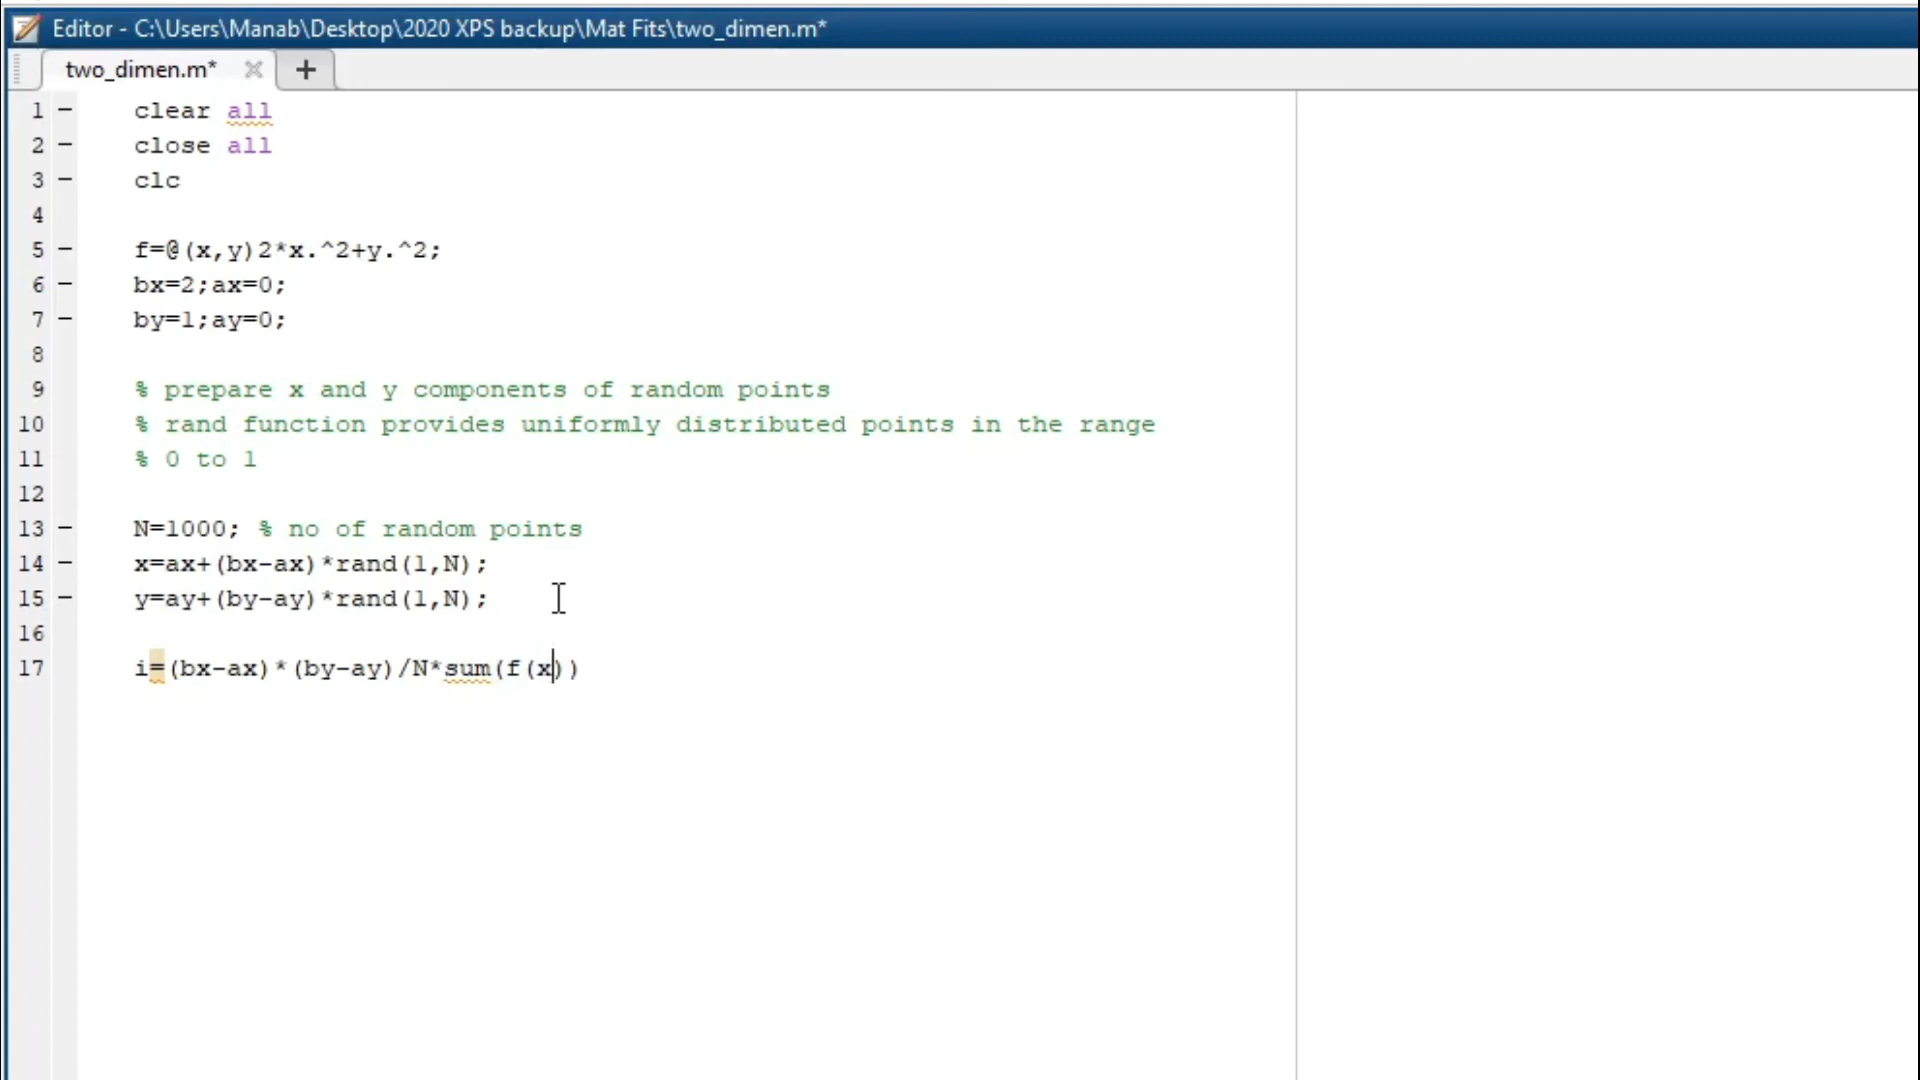 Editor - C:\Users\Manab\Desktop\2020 XPS backup\Mat Fits\two_dimen.m*
two_dimen.m* × +
1 - clear all
2 - close all
3 - clc
4
5 - f=@(x,y)2*x.^2+y.^2;
6 - bx=2;ax=0;
7 - by=1;ay=0;
8
9 % prepare x and y components of random points
10 % rand function provides uniformly distributed points in the range
11 % 0 to 1
12
13 - N=1000; % no of random points
14 - x=ax+(bx-ax)*rand(1,N);
15 - y=ay+(by-ay)*rand(1,N);
16
17 i=(bx-ax)*(by-ay)/N*sum(f(x))